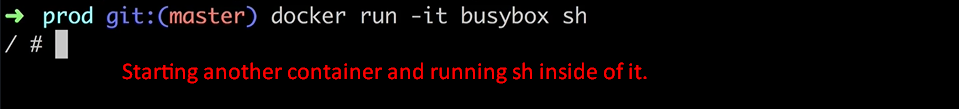 ➜ prod git:(master) docker run -it busybox sh
/ #
Starting another container and running sh inside of it.